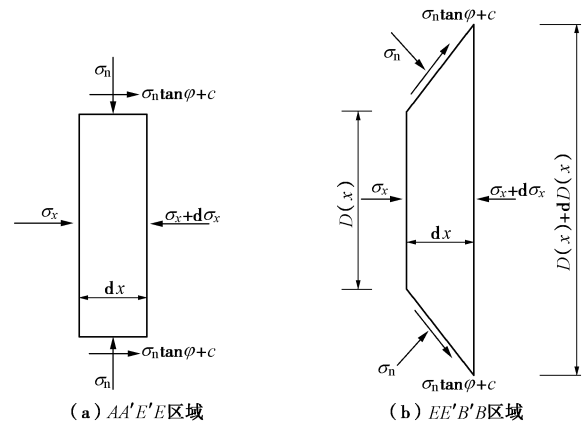 σn
σntanφ+c
σx
σx+dσx
dx
σntanφ+c
σn
(a) AA′E′E区域
σntanφ+c
σn
D(x)
σx
σx+dσx
dx
D(x)+dD(x)
σn
σntanφ+c
(b) EE′B′B区域